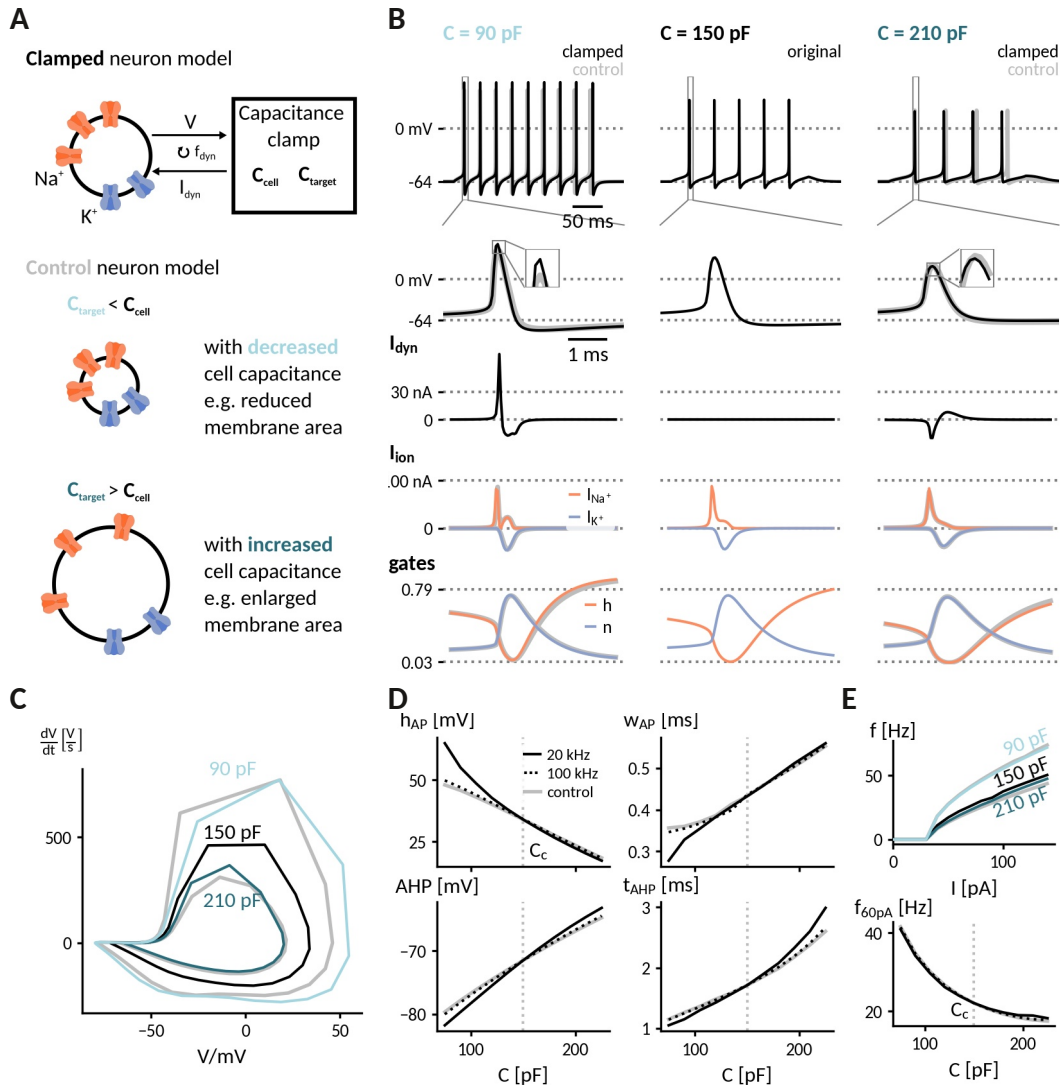 A
Clamped neuron model
V
f_dyn
I_dyn
Capacitance
clamp
C_cell C_target
Na⁺
K⁺
Control neuron model
C_target < C_cell
with decreased
cell capacitance
e.g. reduced
membrane area
C_target > C_cell
with increased
cell capacitance
e.g. enlarged
membrane area
B
C = 90 pF
clamped
control
C = 150 pF
original
C = 210 pF
clamped
control
0 mV
-64
50 ms
0 mV
-64
1 ms
I_dyn
30 nA
0
I_ion
.00 nA
0
I_Na⁺
I_K⁺
gates
0.79
0.03
h
n
C
dV/dt [V/s]
500
0
90 pF
150 pF
210 pF
−50 0 50
V/mV
D
h_AP [mV]
50
25
20 kHz
100 kHz
control
C_c
w_AP [ms]
0.5
0.4
0.3
AHP [mV]
−70
−80
100 200
C [pF]
t_AHP [ms]
3
2
1
100 200
C [pF]
E
f [Hz]
50
0
90 pF
150 pF
210 pF
0 100
I [pA]
f_60pA [Hz]
40
20
C_c
100 200
C [pF]